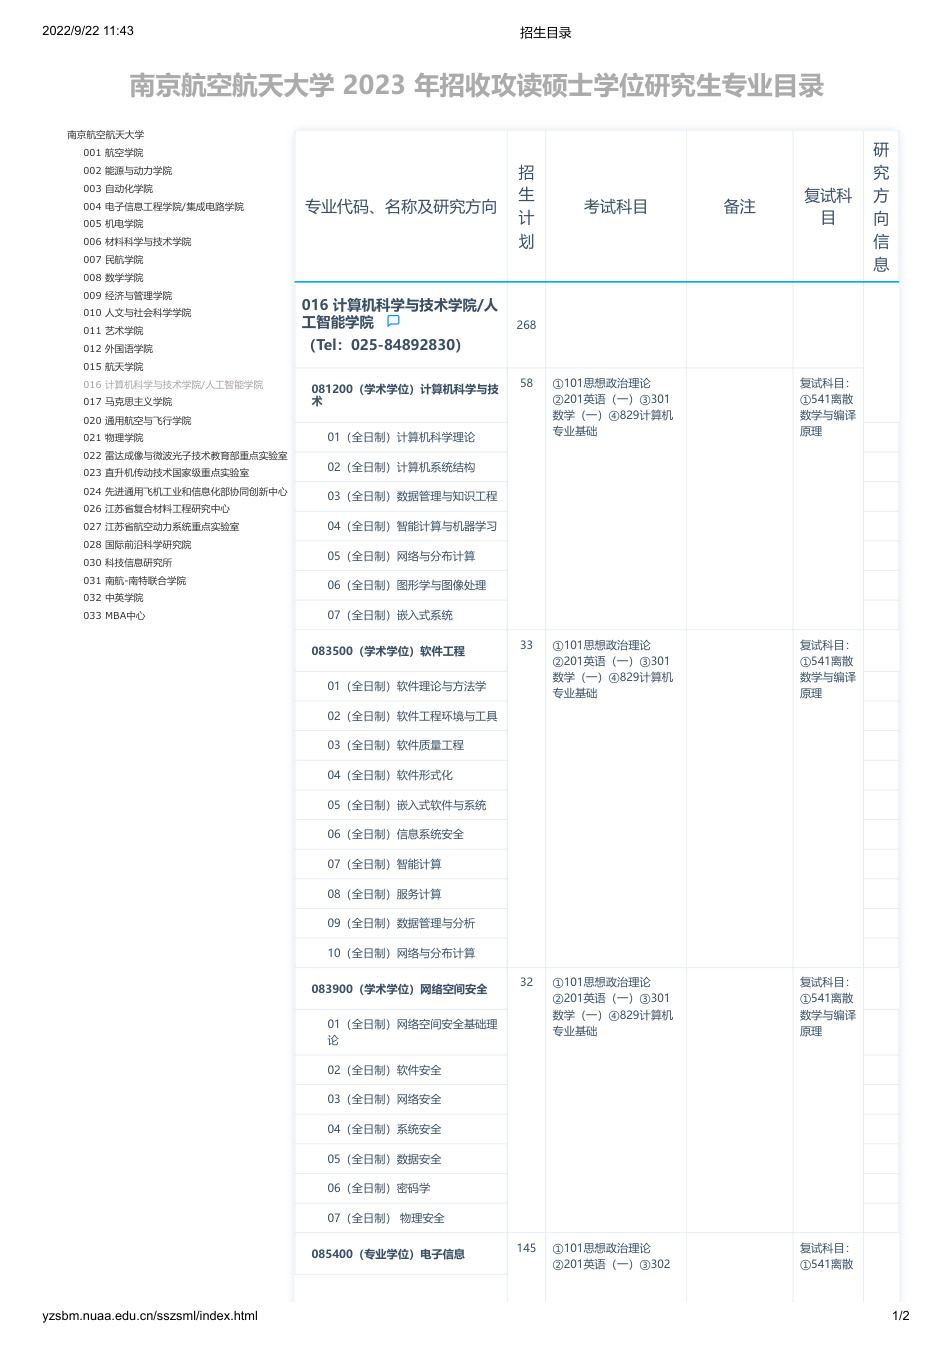 2022/9/22 11:43
招生目录
南京航空航天大学 2023 年招收攻读硕士学位研究生专业目录
南京航空航天大学
001 航空学院
002 能源与动力学院
003 自动化学院
004 电子信息工程学院/集成电路学院
005 机电学院
006 材料科学与技术学院
007 民航学院
008 数学学院
009 经济与管理学院
010 人文与社会科学学院
011 艺术学院
012 外国语学院
015 航天学院
016 计算机科学与技术学院/人工智能学院
017 马克思主义学院
020 通用航空与飞行学院
021 物理学院
022 雷达成像与微波光子技术教育部重点实验室
023 直升机传动技术国家级重点实验室
024 先进通用飞机工业和信息化部协同创新中心
026 江苏省复合材料工程研究中心
027 江苏省航空动力系统重点实验室
028 国际前沿科学研究院
030 科技信息研究所
031 南航-南特联合学院
032 中英学院
033 MBA中心
专业代码、名称及研究方向
招
生
计
划
考试科目
备注
复试科
目
研
究
方
向
信
息
016 计算机科学与技术学院/人
工智能学院
（Tel：025-84892830）
268
081200（学术学位）计算机科学与技
术
58
①101思想政治理论
②201英语（一）③301
数学（一）④829计算机
专业基础
复试科目：
①541离散
数学与编译
原理
01（全日制）计算机科学理论
02（全日制）计算机系统结构
03（全日制）数据管理与知识工程
04（全日制）智能计算与机器学习
05（全日制）网络与分布计算
06（全日制）图形学与图像处理
07（全日制）嵌入式系统
083500（学术学位）软件工程
33
①101思想政治理论
②201英语（一）③301
数学（一）④829计算机
专业基础
复试科目：
①541离散
数学与编译
原理
01（全日制）软件理论与方法学
02（全日制）软件工程环境与工具
03（全日制）软件质量工程
04（全日制）软件形式化
05（全日制）嵌入式软件与系统
06（全日制）信息系统安全
07（全日制）智能计算
08（全日制）服务计算
09（全日制）数据管理与分析
10（全日制）网络与分布计算
083900（学术学位）网络空间安全
32
①101思想政治理论
②201英语（一）③301
数学（一）④829计算机
专业基础
复试科目：
①541离散
数学与编译
原理
01（全日制）网络空间安全基础理
论
02（全日制）软件安全
03（全日制）网络安全
04（全日制）系统安全
05（全日制）数据安全
06（全日制）密码学
07（全日制） 物理安全
085400（专业学位）电子信息
145
①101思想政治理论
②201英语（一）③302
复试科目：
①541离散
yzsbm.nuaa.edu.cn/sszsml/index.html
1/2